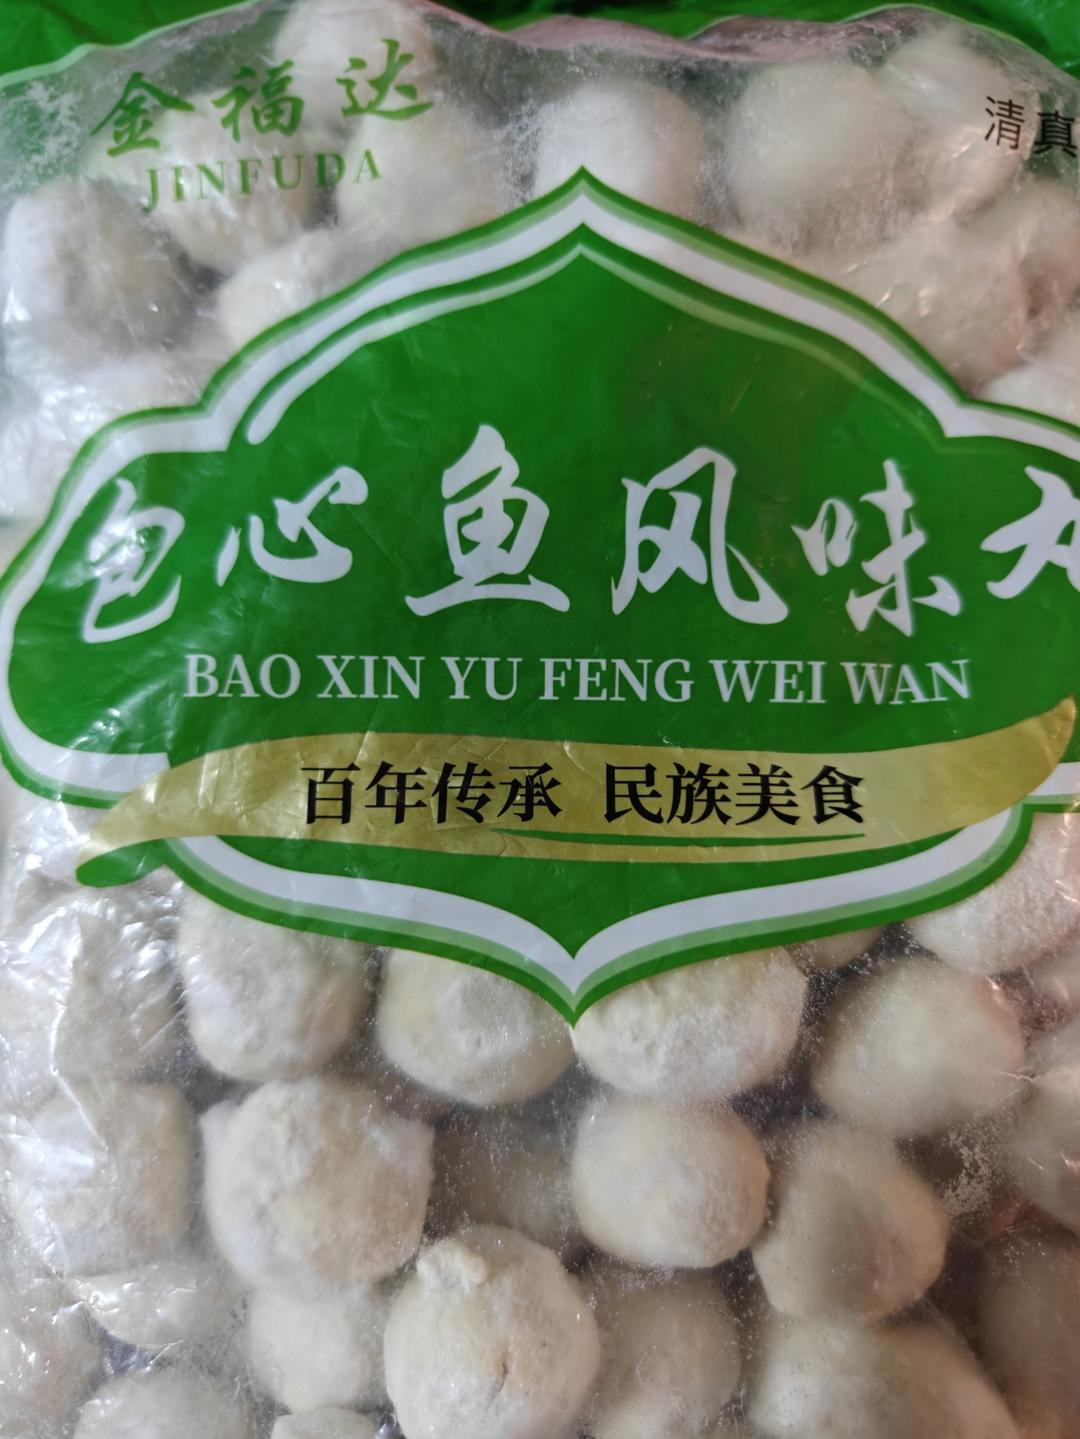 金福达
JINFUDA
清真
包心鱼风味丸
BAO XIN YU FENG WEI WAN
百年传承 民族美食